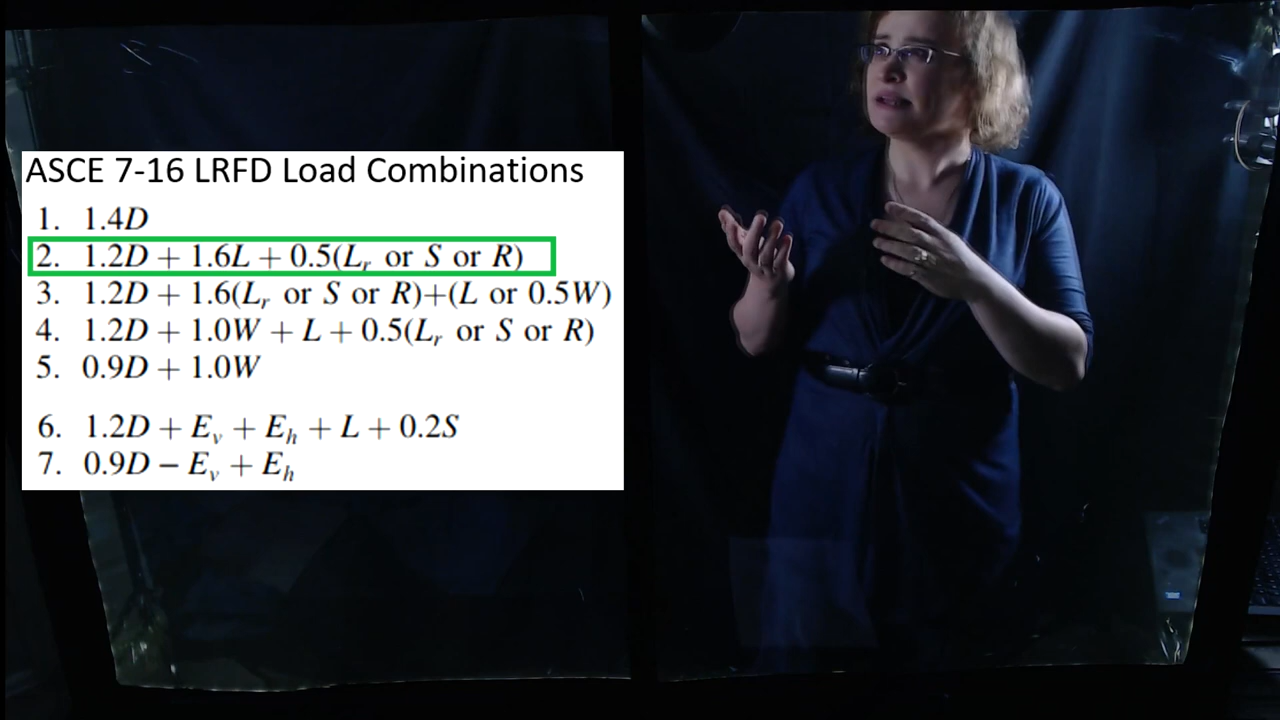 ASCE 7-16 LRFD Load Combinations
1. 1.4D
2. 1.2D + 1.6L + 0.5(Lᵣ or S or R)
3. 1.2D + 1.6(Lᵣ or S or R)+(L or 0.5W)
4. 1.2D + 1.0W + L + 0.5(Lᵣ or S or R)
5. 0.9D + 1.0W
6. 1.2D + Eᵥ + Eₕ + L + 0.2S
7. 0.9D − Eᵥ + Eₕ